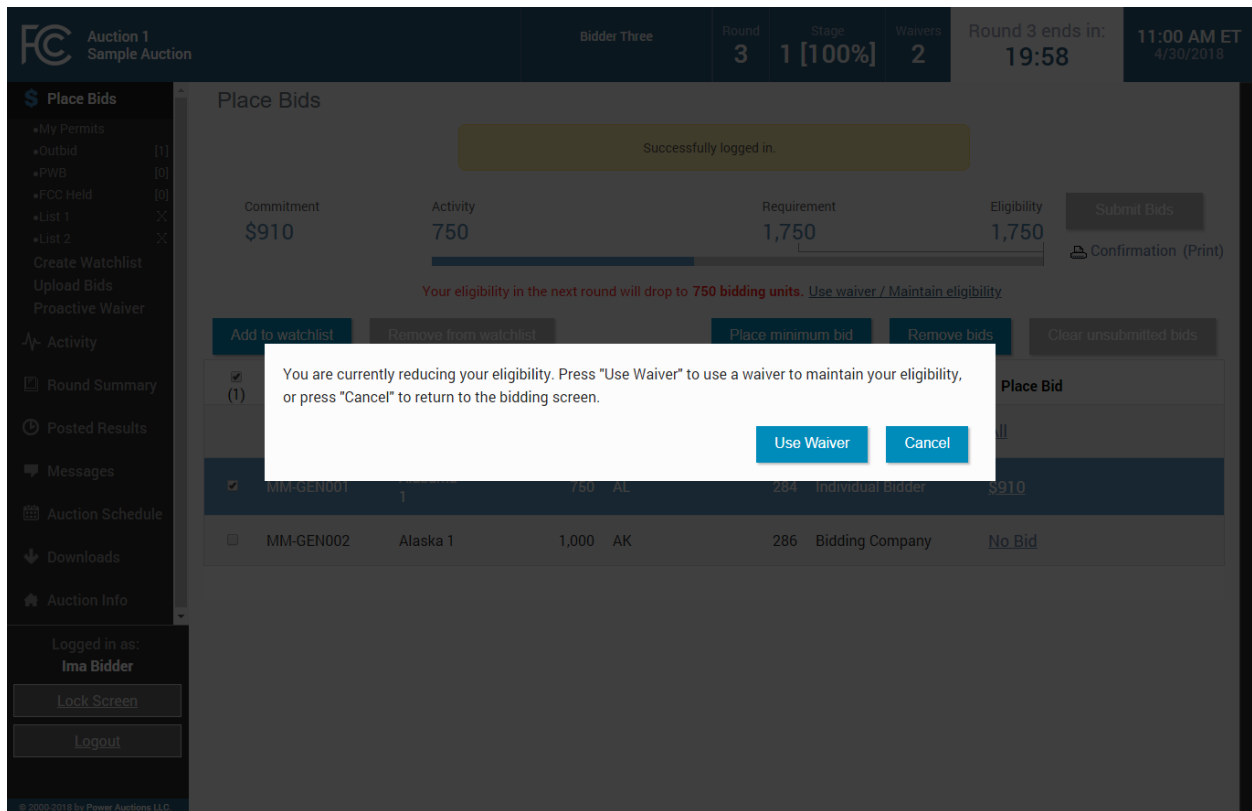 FCC
Auction 1
Sample Auction
Bidder Three
Round
3
Stage
1 [100%]
Waivers
2
Round 3 ends in:
19:58
11:00 AM ET
4/30/2018
$ Place Bids
My Permits
Outbid [1]
PWB [0]
FCC Held [0]
List 1
List 2
Create Watchlist
Upload Bids
Proactive Waiver
Activity
Round Summary
Posted Results
Messages
Auction Schedule
Downloads
Auction Info
Logged in as:
Ima Bidder
Lock Screen
Logout
© 2000-2018 by Power Auctions LLC.
Place Bids
Successfully logged in.
Commitment
$910
Activity
750
Requirement
1,750
Eligibility
1,750
Submit Bids
Confirmation (Print)
Your eligibility in the next round will drop to 750 bidding units. Use waiver / Maintain eligibility
Add to watchlist
Remove from watchlist
Place minimum bid
Remove bids
Clear unsubmitted bids
(1)
Place Bid
You are currently reducing your eligibility. Press "Use Waiver" to use a waiver to maintain your eligibility,
or press "Cancel" to return to the bidding screen.
Use Waiver
Cancel
MM-GEN001 1 750 AL 284 Individual Bidder $910
MM-GEN002 Alaska 1 1,000 AK 286 Bidding Company No Bid